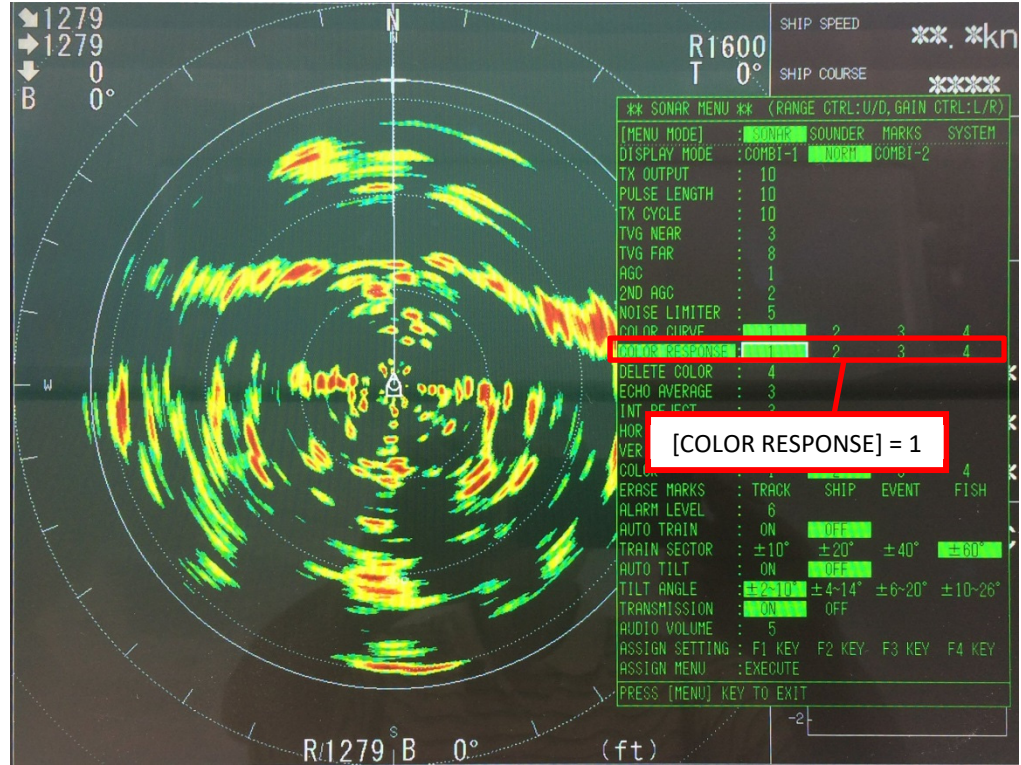 1279
1279
0
B 0°
N
R1600
T 0°
SHIP SPEED
**. *kn
SHIP COURSE
****
** SONAR MENU ** (RANGE CTRL:U/D,GAIN CTRL:L/R)
[MENU MODE] : SONAR SOUNDER MARKS SYSTEM
DISPLAY MODE :COMBI-1 NORM COMBI-2
TX OUTPUT : 10
PULSE LENGTH : 10
TX CYCLE : 10
TVG NEAR : 3
TVG FAR : 8
AGC : 1
2ND AGC : 2
NOISE LIMITER : 5
COLOR CURVE : 1 2 3 4
COLOR RESPONSE: 1 2 3 4
DELETE COLOR : 4
ECHO AVERAGE : 3
INT REJECT : 3
HOR
VER
[COLOR RESPONSE] = 1
COLOR 4
ERASE MARKS : TRACK SHIP EVENT FISH
ALARM LEVEL : 6
AUTO TRAIN : ON OFF
TRAIN SECTOR : ±10° ±20° ±40° ±60°
AUTO TILT : ON OFF
TILT ANGLE :±2~10° ±4~14° ±6~20° ±10~26°
TRANSMISSION : ON OFF
AUDIO VOLUME : 5
ASSIGN SETTING : F1 KEY F2 KEY F3 KEY F4 KEY
ASSIGN MENU :EXECUTE
PRESS [MENU] KEY TO EXIT
W
S
-2
R/1279 B 0° (ft)